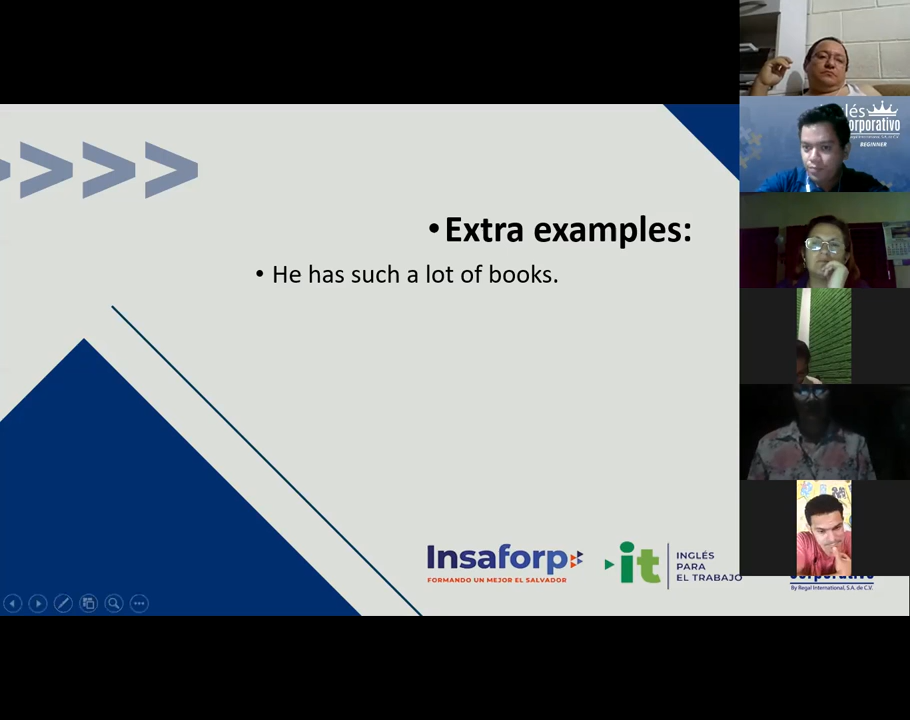 inglés
corporativo
BEGINNER
•Extra examples:
• He has such a lot of books.
Insaforp
FORMANDO UN MEJOR EL SALVADOR
it
INGLÉS
PARA
EL TRABAJO
By Regal International, S.A. de C.V.